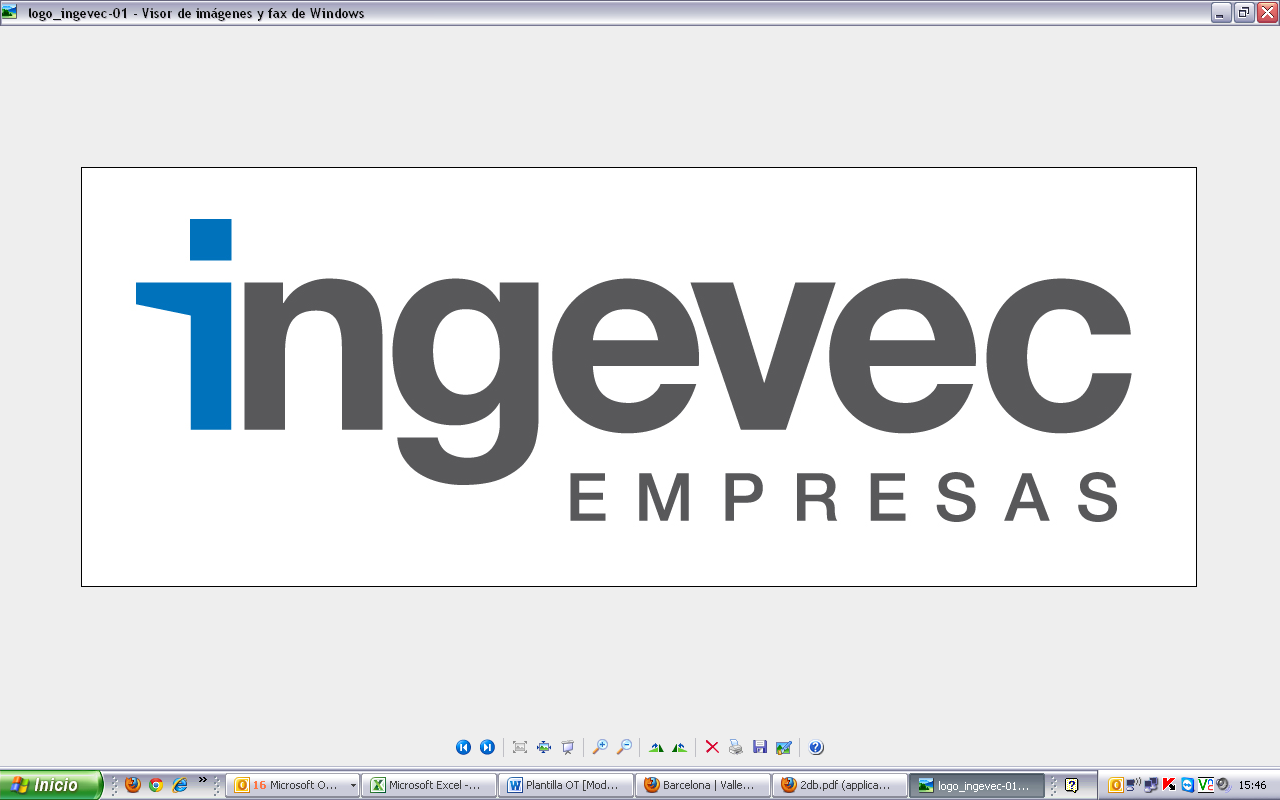 logo_ingevec-01 - Visor de imágenes y fax de Windows
ingevec
EMPRESAS
Inicio
16 Microsoft O...
Microsoft Excel -...
Plantilla OT [Mod...
Barcelona | Valle...
2db.pdf (applica...
logo_ingevec-01...
15:46